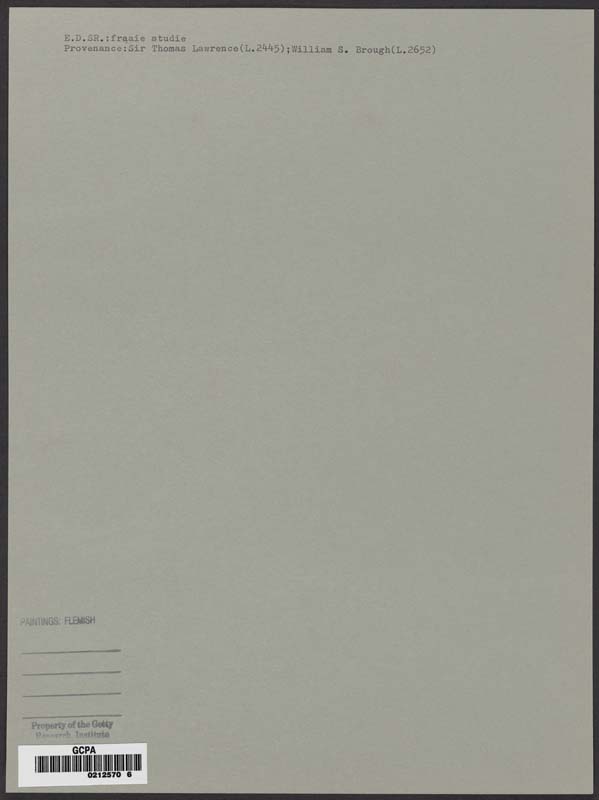 E.D.SR.:fraaie studie
Provenance:Sir Thomas Lawrence(L.2445);William S. Brough(L.2652)
PAINTINGS: FLEMISH
Property of the Getty
Research Institute
GCPA
0212570 6